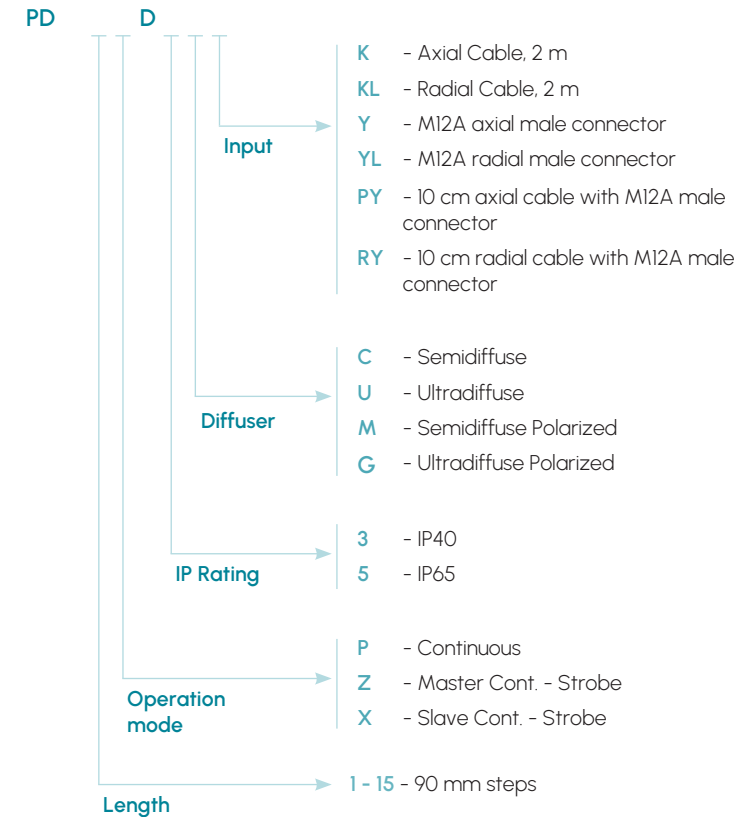 PD D
K - Axial Cable, 2 m
KL - Radial Cable, 2 m
Y - M12A axial male connector
Input
YL - M12A radial male connector
PY - 10 cm axial cable with M12A male
connector
RY - 10 cm radial cable with M12A male
connector
C - Semidiffuse
U - Ultradiffuse
Diffuser
M - Semidiffuse Polarized
G - Ultradiffuse Polarized
3 - IP40
IP Rating
5 - IP65
P - Continuous
Z - Master Cont. - Strobe
Operation
mode
X - Slave Cont. - Strobe
1 - 15 - 90 mm steps
Length